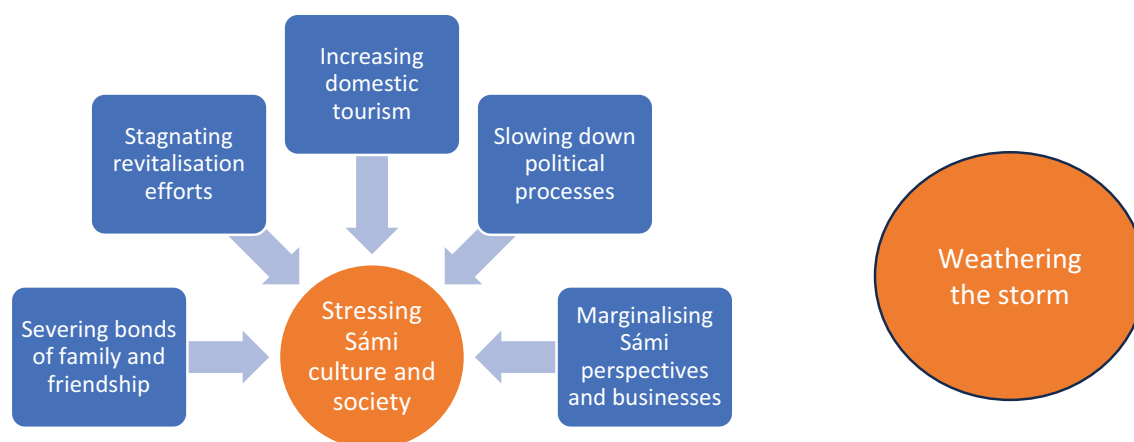 Increasing
domestic
tourism
Stagnating
revitalisation
efforts
Slowing down
political
processes
Severing bonds
of family and
friendship
Stressing
Sámi
culture and
society
Marginalising
Sámi
perspectives
and businesses
Weathering
the storm